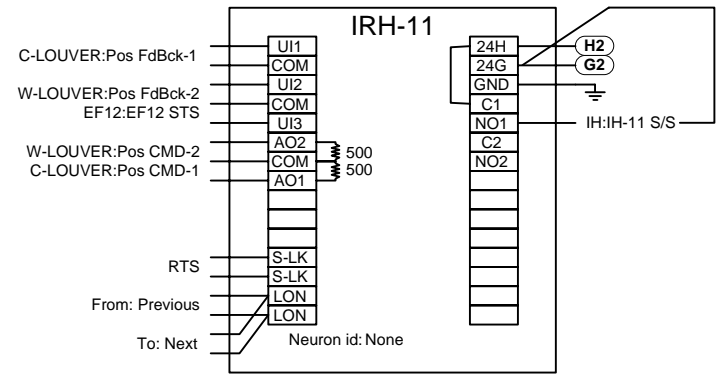 IRH-11
C-LOUVER:Pos FdBck-1
W-LOUVER:Pos FdBck-2
EF12:EF12 STS
W-LOUVER:Pos CMD-2
C-LOUVER:Pos CMD-1
RTS
From: Previous
To: Next
UI1
COM
UI2
COM
UI3
AO2
COM
AO1
S-LK
S-LK
LON
LON
500
500
Neuron id: None
24H
24G
GND
C1
NO1
C2
NO2
H2
G2
IH:IH-11 S/S